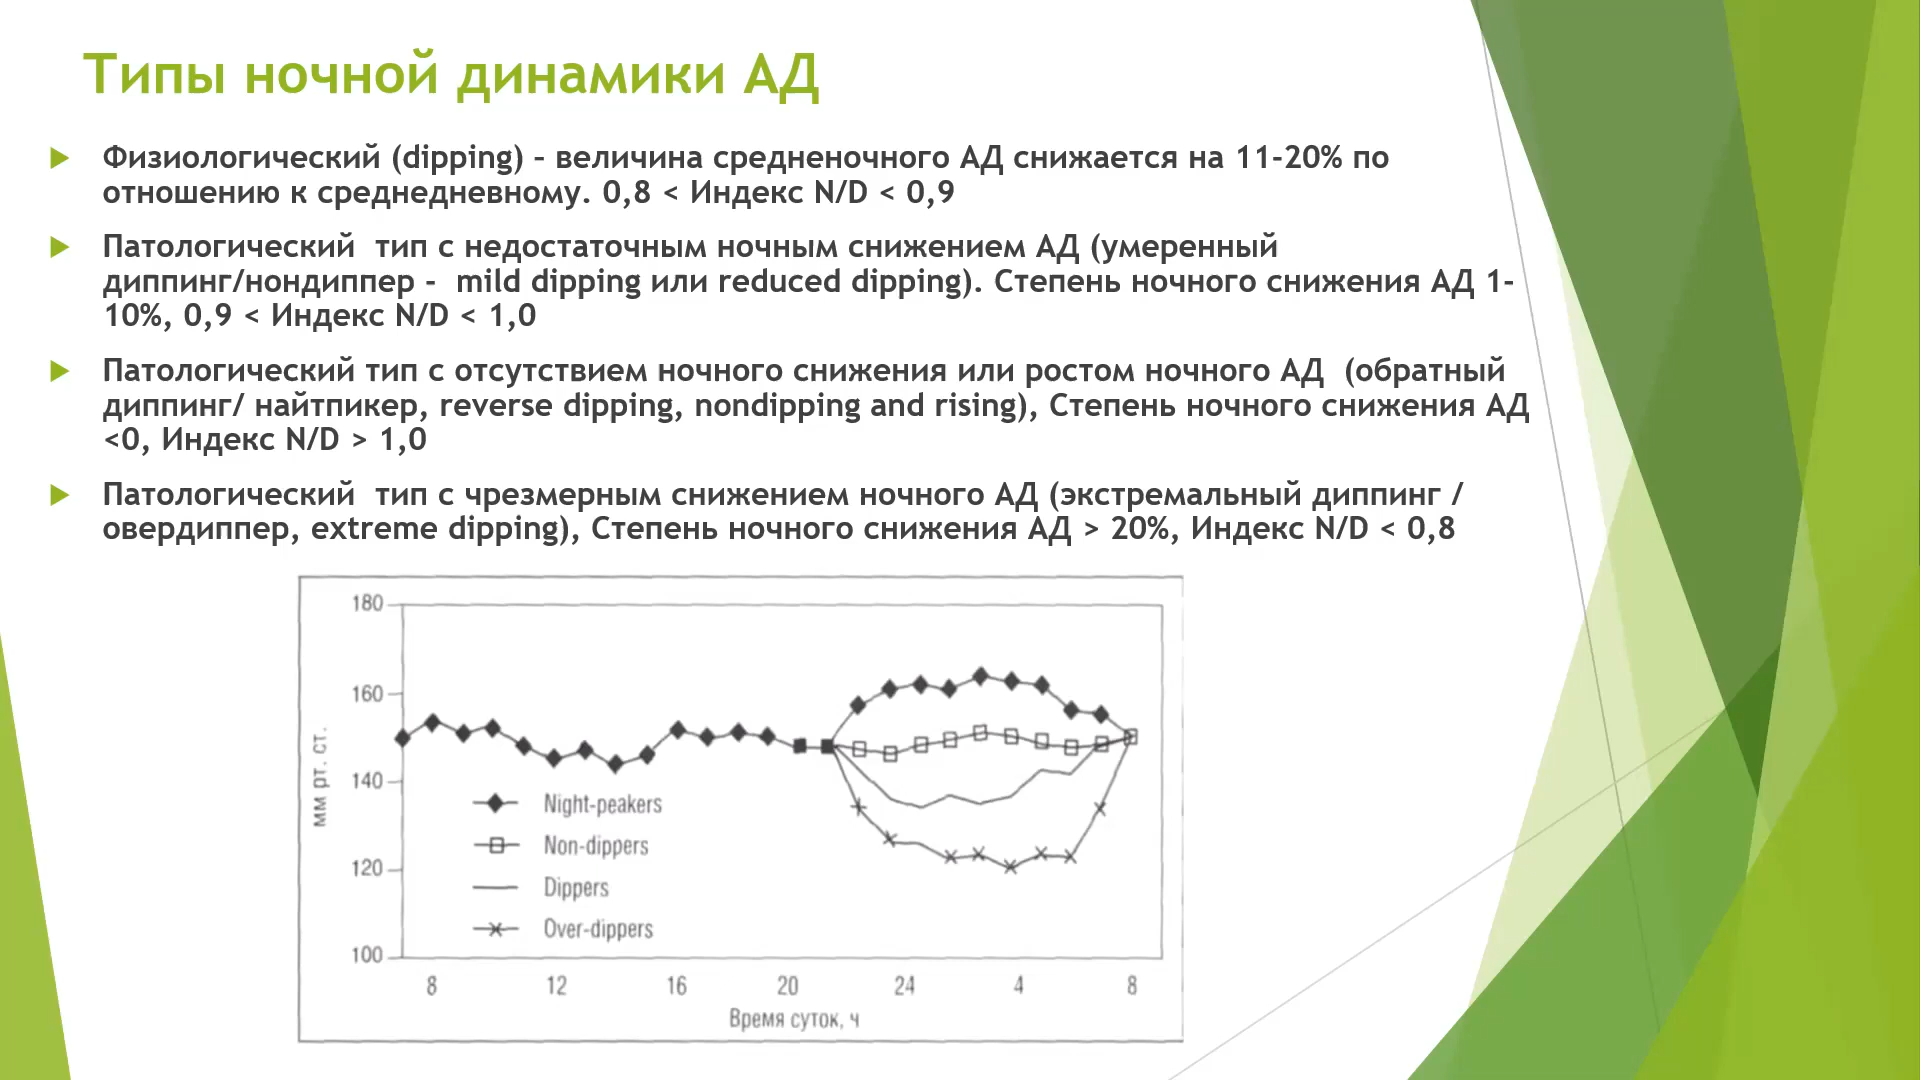 Типы ночной динамики АД
Физиологический (dipping) – величина средненочного АД снижается на 11-20% по
отношению к среднедневному. 0,8 < Индекс N/D < 0,9
Патологический  тип с недостаточным ночным снижением АД (умеренный
диппинг/нондиппер -  mild dipping или reduced dipping). Степень ночного снижения АД 1-
10%, 0,9 < Индекс N/D < 1,0
Патологический тип с отсутствием ночного снижения или ростом ночного АД  (обратный
диппинг/ найтпикер, reverse dipping, nondipping and rising), Степень ночного снижения АД
<0, Индекс N/D > 1,0
Патологический  тип с чрезмерным снижением ночного АД (экстремальный диппинг /
овердиппер, extreme dipping), Степень ночного снижения АД > 20%, Индекс N/D < 0,8
180
160
140
120
100
мм рт. ст.
Night-peakers
Non-dippers
Dippers
Over-dippers
8 12 16 20 24 4 8
Время суток, ч